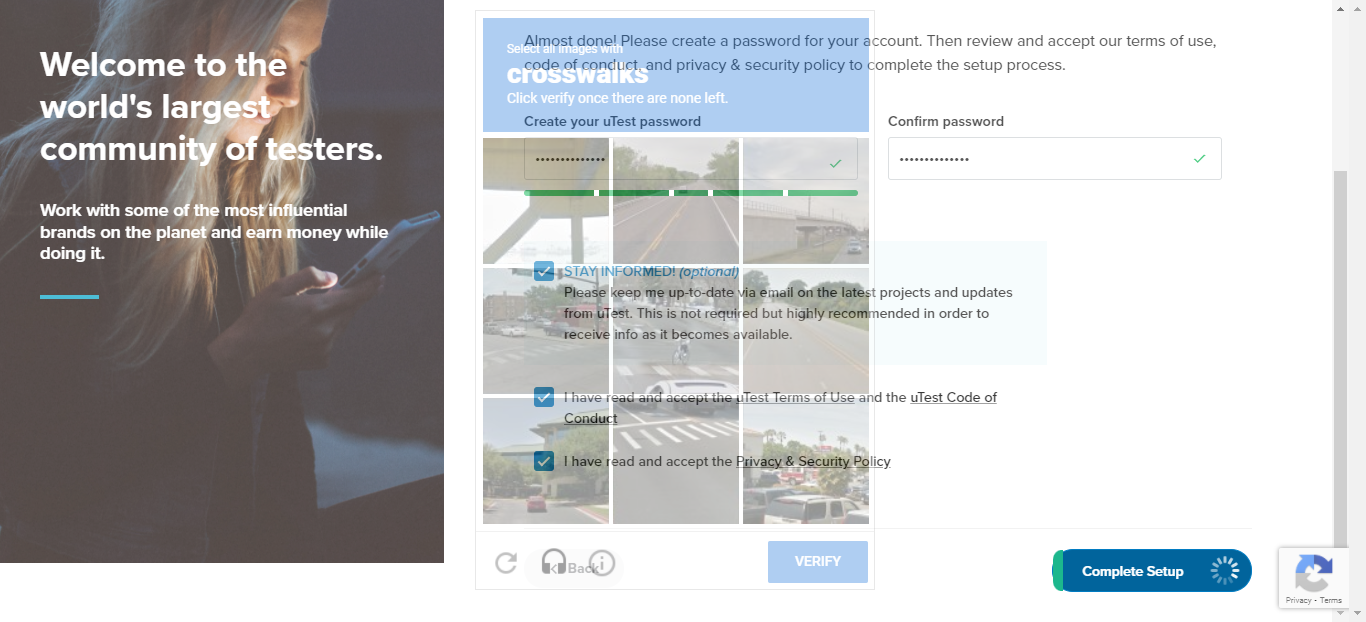 Welcome to the
world's largest
community of testers.
Work with some of the most influential
brands on the planet and earn money while
doing it.
Almost done! Please create a password for your account. Then review and accept our terms of use,
code of conduct, and privacy & security policy to complete the setup process.
Select all images with
crosswalks
Click verify once there are none left.
Create your uTest password
Confirm password
••••••••••••••
••••••••••••••
STAY INFORMED! (optional)
Please keep me up-to-date via email on the latest projects and updates
from uTest. This is not required but highly recommended in order to
receive info as it becomes available.
I have read and accept the uTest Terms of Use and the uTest Code of
Conduct
I have read and accept the Privacy & Security Policy
Back
VERIFY
Complete Setup
Privacy - Terms